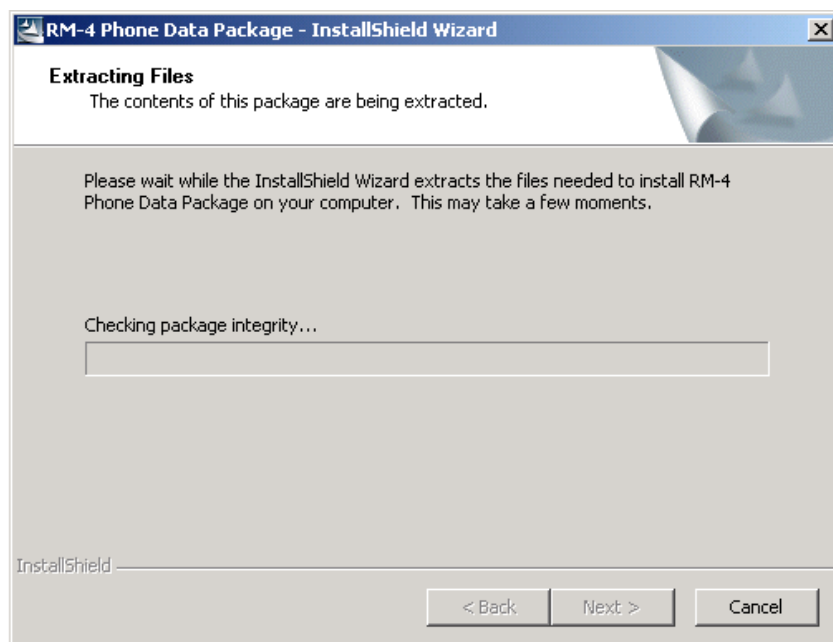 RM-4 Phone Data Package - InstallShield Wizard
Extracting Files
The contents of this package are being extracted.
Please wait while the InstallShield Wizard extracts the files needed to install RM-4
Phone Data Package on your computer.  This may take a few moments.
Checking package integrity...
InstallShield
< Back
Next >
Cancel